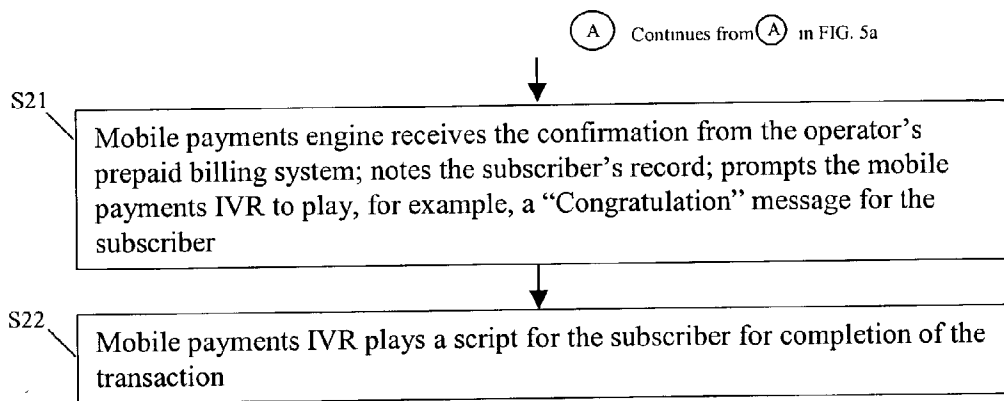 A Continues from A in FIG. 5a
S21
Mobile payments engine receives the confirmation from the operator's
prepaid billing system; notes the subscriber's record; prompts the mobile
payments IVR to play, for example, a “Congratulation” message for the
subscriber
S22
Mobile payments IVR plays a script for the subscriber for completion of the
transaction